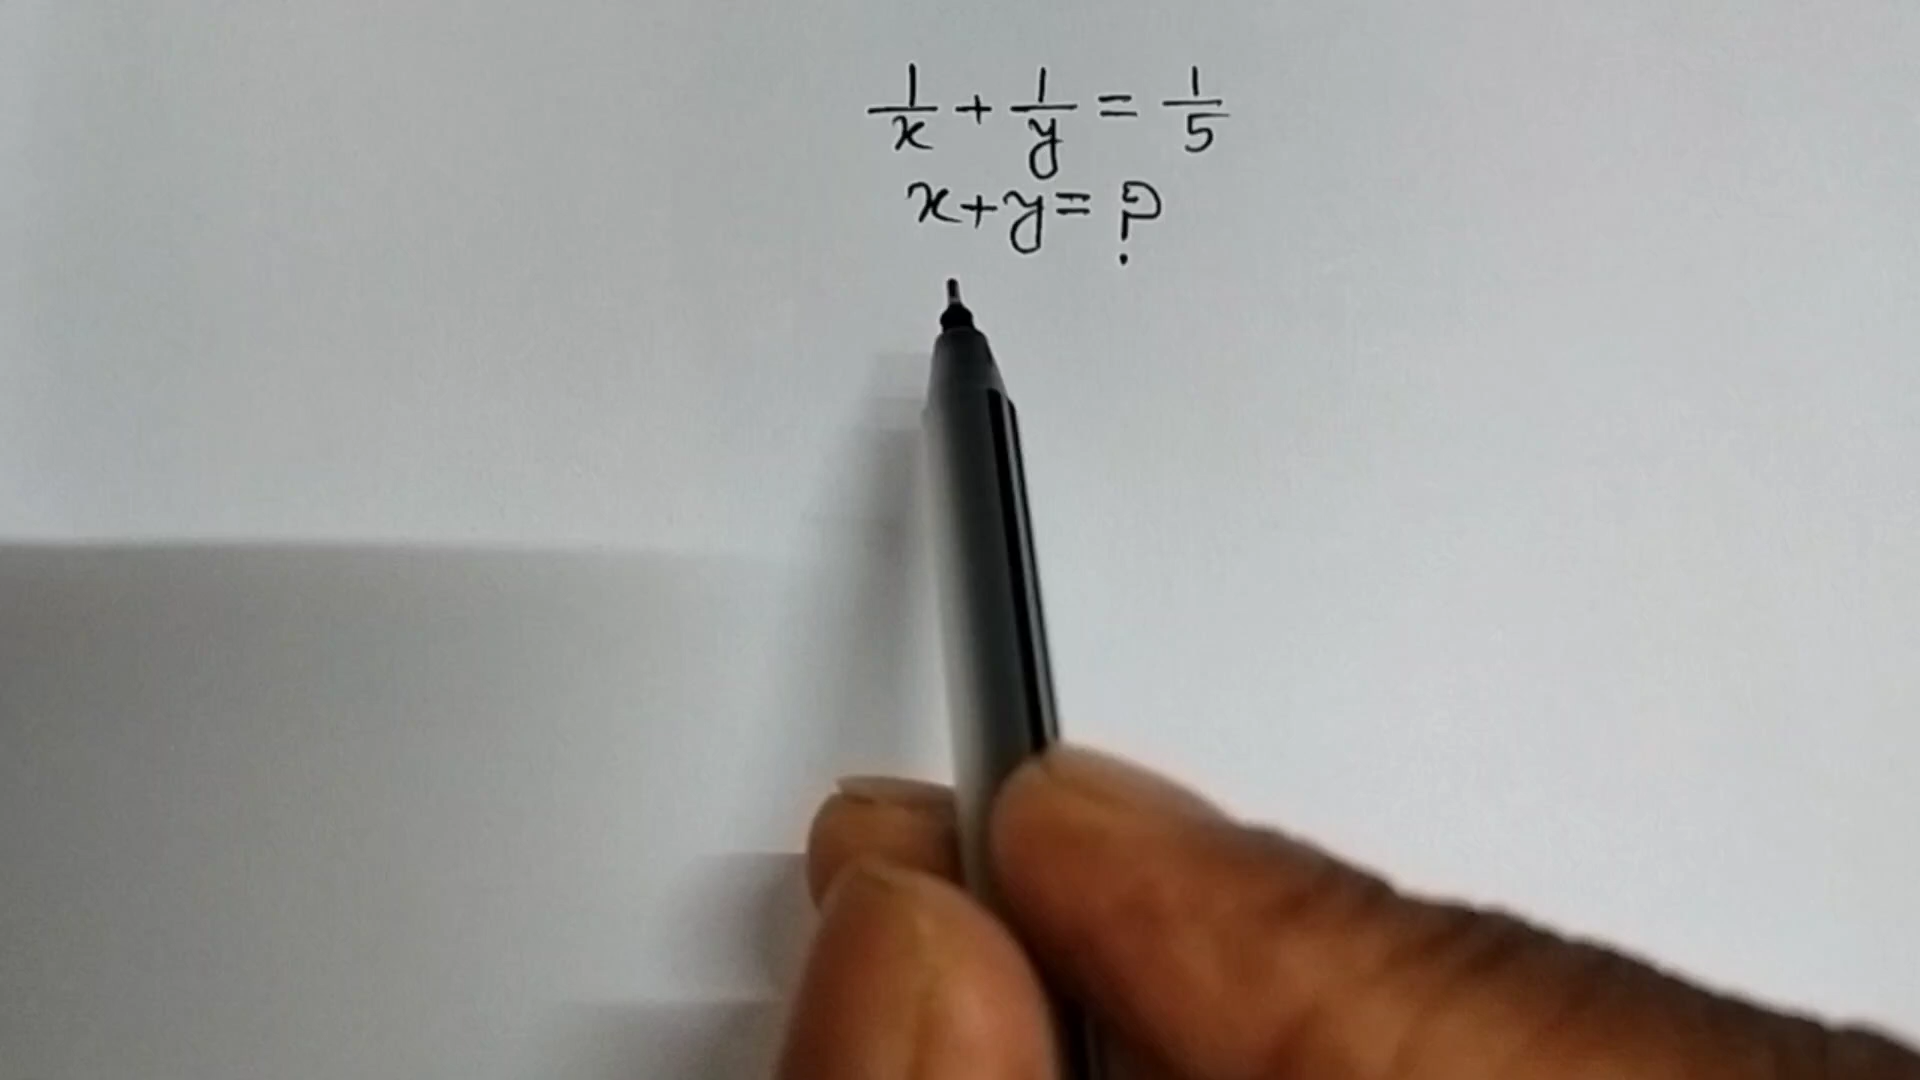 1/x + 1/y = 1/5
x+y= ?